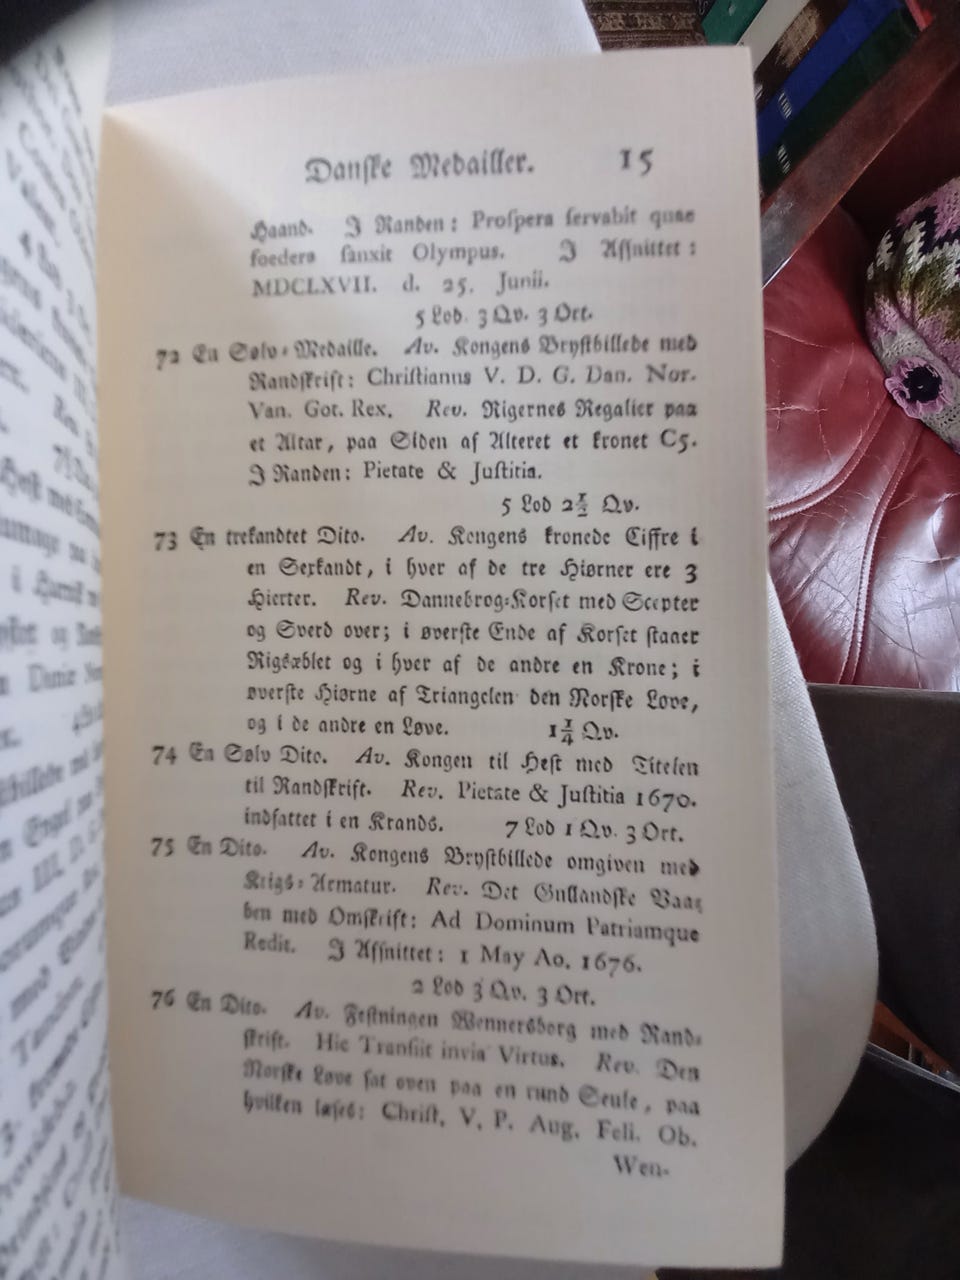 Danske Medailler. 15
Haand. I Randen: Prospera servabit quae
foedera sanxit Olympus. I Afsnittet:
MDCLXVII. d. 25. Junii.
5 Lod. 3 Qv. 3 Ort.
72 En Sølv-Medaille. Av. Kongens Brystbillede med
Randskrift: Christianus V. D. G. Dan. Nor.
Van. Got. Rex. Rev. Rigernes Regalier paa
et Altar, paa Siden af Alteret et kronet C5.
I Randen: Pietate & Justitia.
5 Lod 2½ Qv.
73 En trekandtet Dito. Av. Kongens kronede Ciffre i
en Sexkandt, i hver af de tre Hiørner ere 3
Hierter. Rev. Dannebrog-Korset med Scepter
og Sverd over; i øverste Ende af Korset staaer
Rigsæblet og i hver af de andre en Krone; i
øverste Hiørne af Triangelen den Norske Løve,
og i de andre en Løve. 1¼ Qv.
74 En Sølv Dito. Av. Kongen til Hest med Titelen
til Randskrift. Rev. Pietate & Justitia 1670.
indfattet i en Krands. 7 Lod 1 Qv. 3 Ort.
75 En Dito. Av. Kongens Brystbillede omgiven med
Krigs-Armatur. Rev. Det Gullandske Vaa-
ben med Omskrift: Ad Dominum Patriamque
Redit. I Afsnittet: 1 May Ao. 1676.
2 Lod 3 Qv. 3 Ort.
76 En Dito. Av. Festningen Wennersborg med Rand-
skrift. Hic Transiit invia Virtus. Rev. Den
Norske Løve sat oven paa en rund Seule, paa
hvilken læses: Christ. V. P. Aug. Feli. Ob.
Wen-